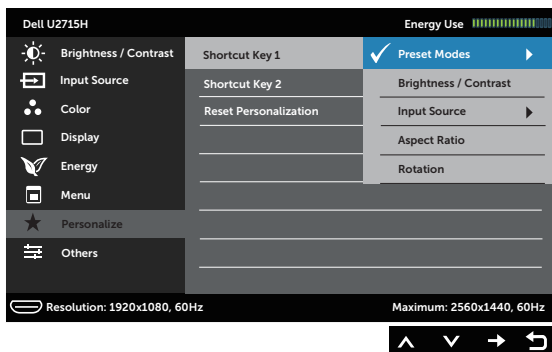 Dell U2715H
Energy Use
Brightness / Contrast
Input Source
Color
Display
Energy
Menu
Personalize
Others
Shortcut Key 1
Shortcut Key 2
Reset Personalization
Preset Modes
Brightness / Contrast
Input Source
Aspect Ratio
Rotation
Resolution: 1920x1080, 60Hz
Maximum: 2560x1440, 60Hz